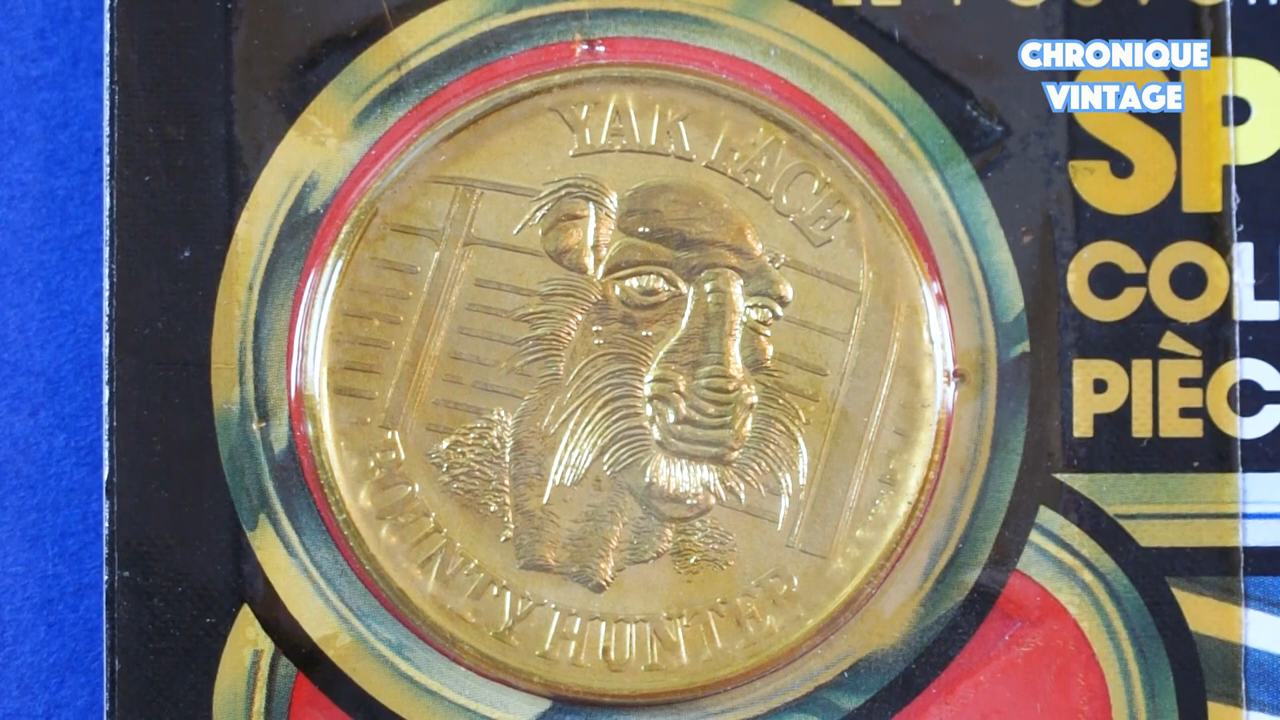 CHRONIQUE
VINTAGE
SP
COL
PIÈC
YAK FACE
BOUNTY HUNTER